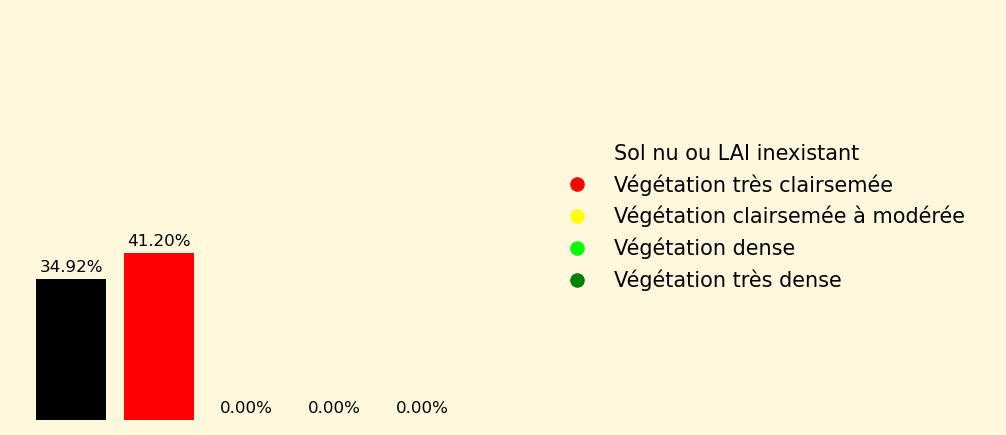 Sol nu ou LAI inexistant
Végétation très clairsemée
Végétation clairsemée à modérée
Végétation dense
Végétation très dense
41.20%
34.92%
0.00% 0.00% 0.00%